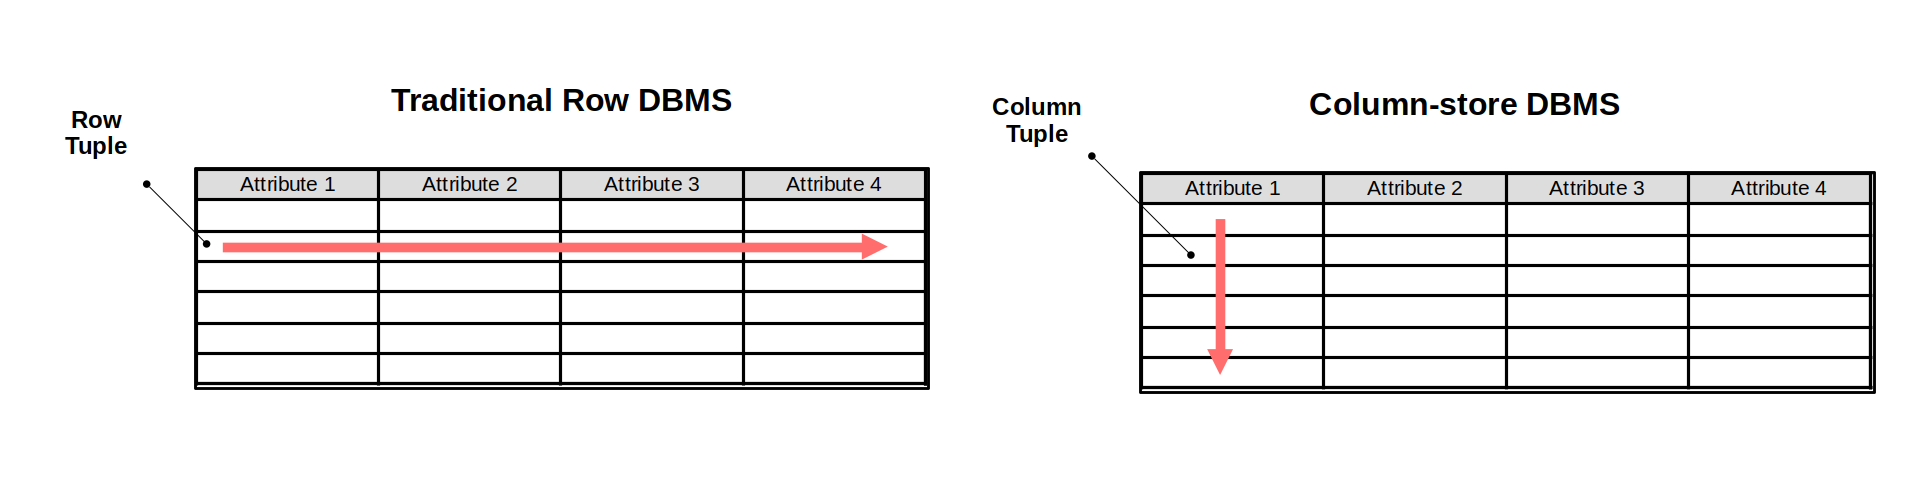 Traditional Row DBMS
Row
Tuple
Attribute 1 Attribute 2 Attribute 3 Attribute 4
Column-store DBMS
Column
Tuple
Attribute 1 Attribute 2 Attribute 3 Attribute 4